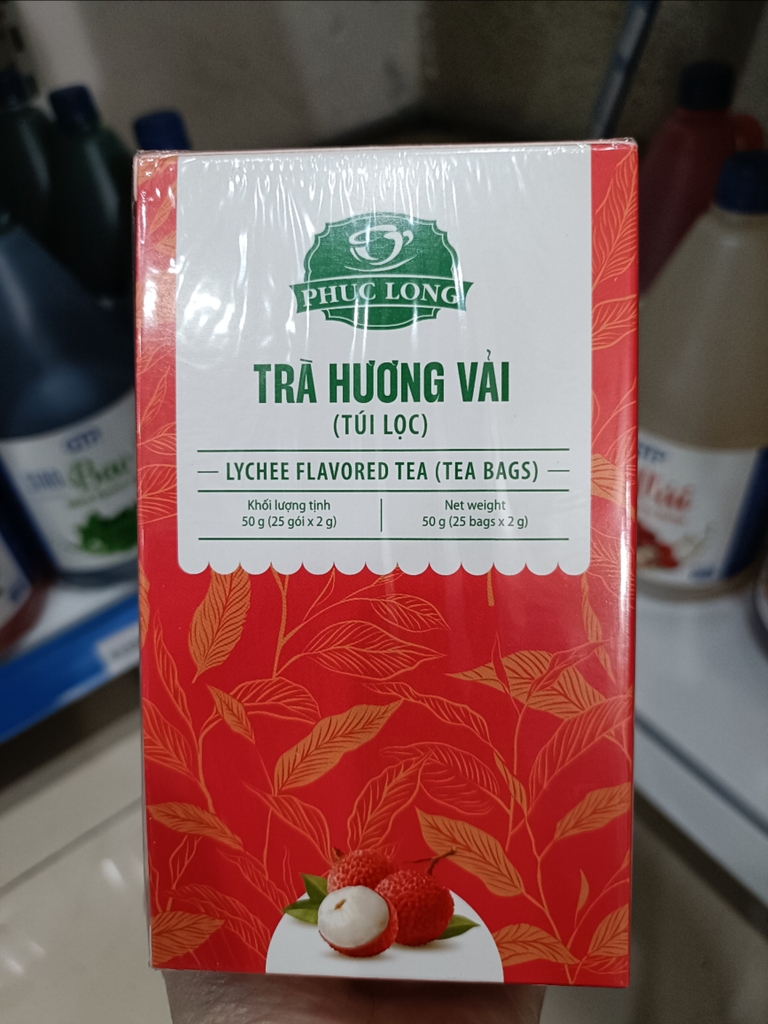 PHUC LONG
TRÀ HƯƠNG VẢI
(TÚI LỌC)
LYCHEE FLAVORED TEA (TEA BAGS)
Khối lượng tịnh
50 g (25 gói x 2 g)
Net weight
50 g (25 bags x 2 g)
GTP